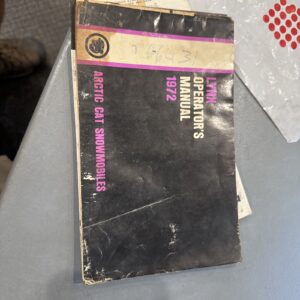 LYNX
OPERATOR'S
MANUAL
1972
ARCTIC CAT SNOWMOBILES